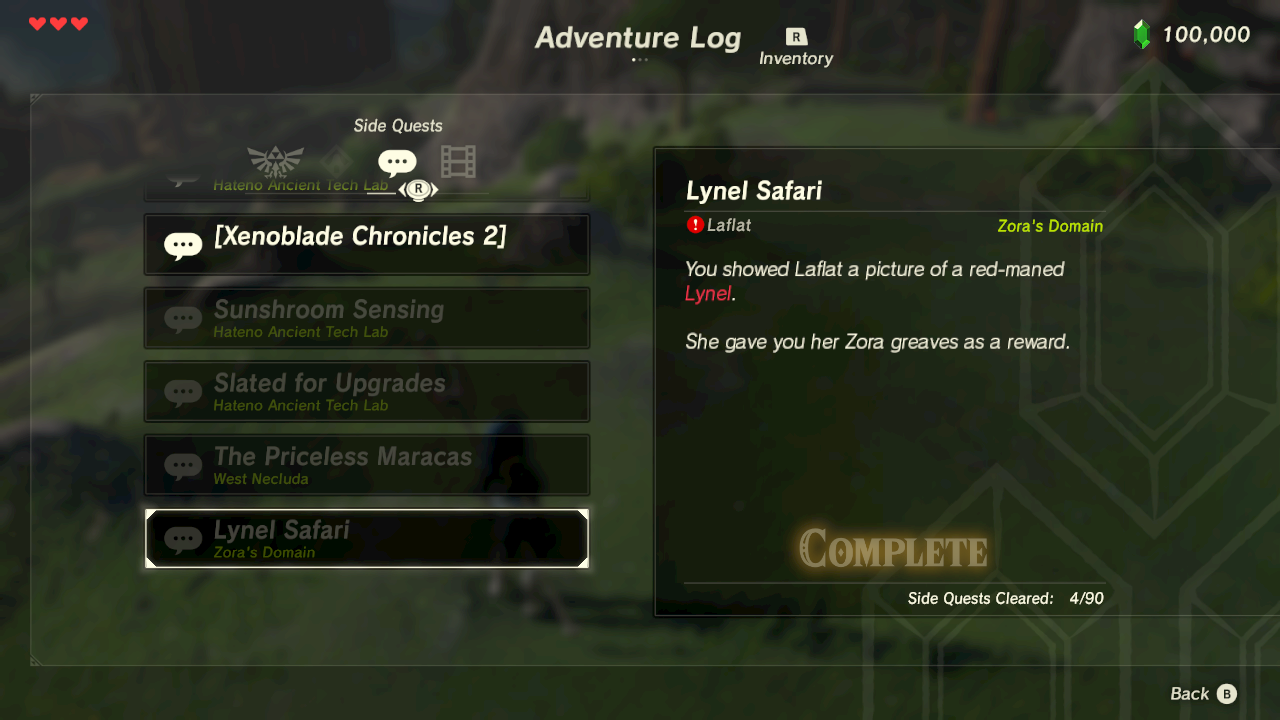 Adventure Log
R
Inventory
100,000
Side Quests
Hateno Ancient Tech Lab
R
[Xenoblade Chronicles 2]
Sunshroom Sensing
Hateno Ancient Tech Lab
Slated for Upgrades
Hateno Ancient Tech Lab
The Priceless Maracas
West Necluda
Lynel Safari
Zora's Domain
Lynel Safari
Laflat
Zora's Domain
You showed Laflat a picture of a red-maned
Lynel.
She gave you her Zora greaves as a reward.
COMPLETE
Side Quests Cleared: 4/90
Back B